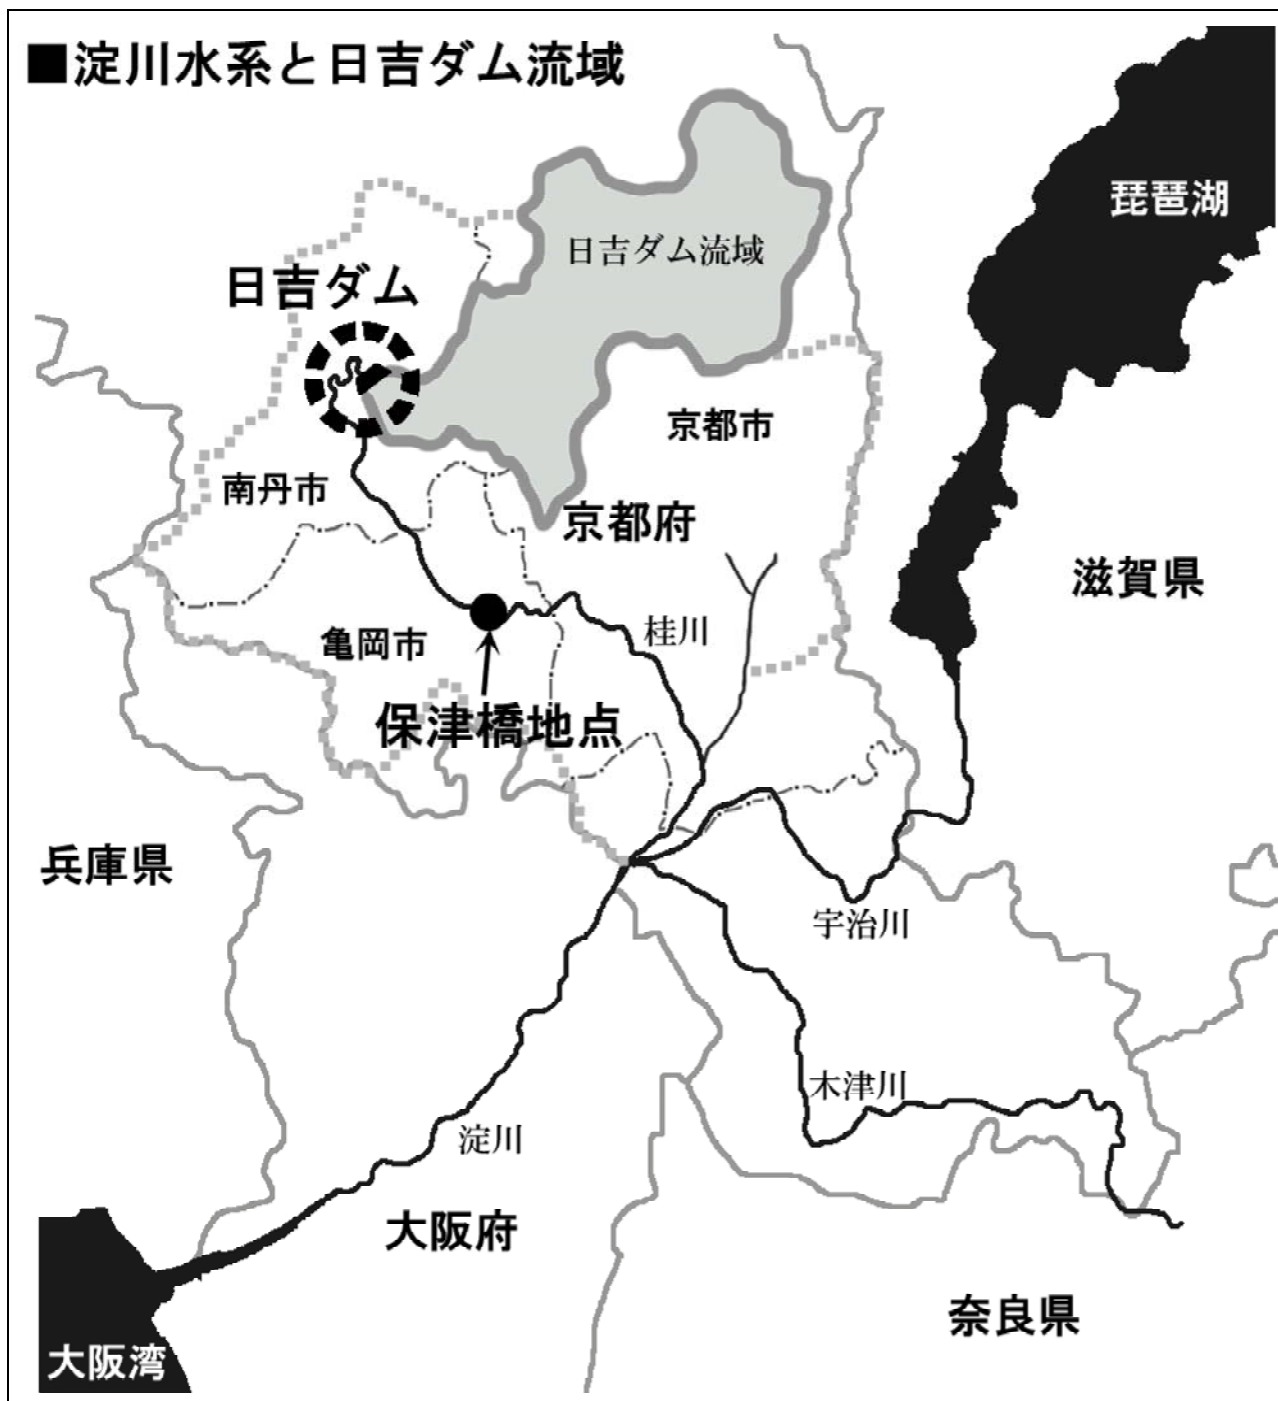 ■淀川水系と日吉ダム流域
琵琶湖
日吉ダム流域
日吉ダム
京都市
南丹市
京都府
滋賀県
桂川
亀岡市
保津橋地点
兵庫県
宇治川
木津川
淀川
大阪府
奈良県
大阪湾